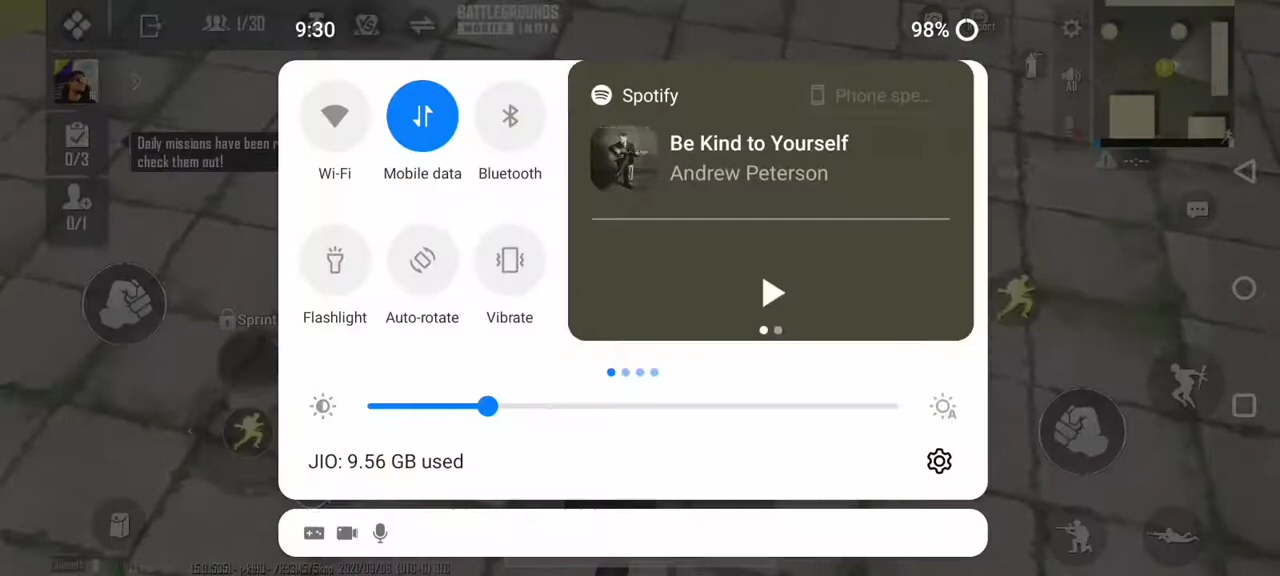 1/30
VS
BATTLEGROUNDS
MOBILE INDIA
9:30
98%
Spotify
Phone spe...
Be Kind to Yourself
Andrew Peterson
Wi-Fi
Mobile data
Bluetooth
Flashlight
Auto-rotate
Vibrate
A
JIO: 9.56 GB used
0/3
Daily missions have been r
check them out!
0/1
Sprint
All